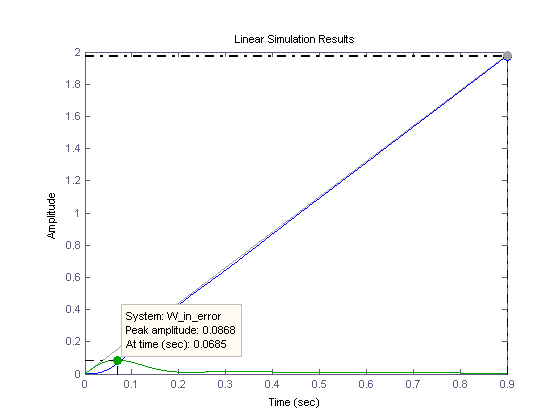 Linear Simulation Results
Amplitude
2
1.8
1.6
1.4
1.2
1
0.8
0.6
0.4
0.2
0
System: W_in_error
Peak amplitude: 0.0868
At time (sec): 0.0685
0 0.1 0.2 0.3 0.4 0.5 0.6 0.7 0.8 0.9
Time (sec)